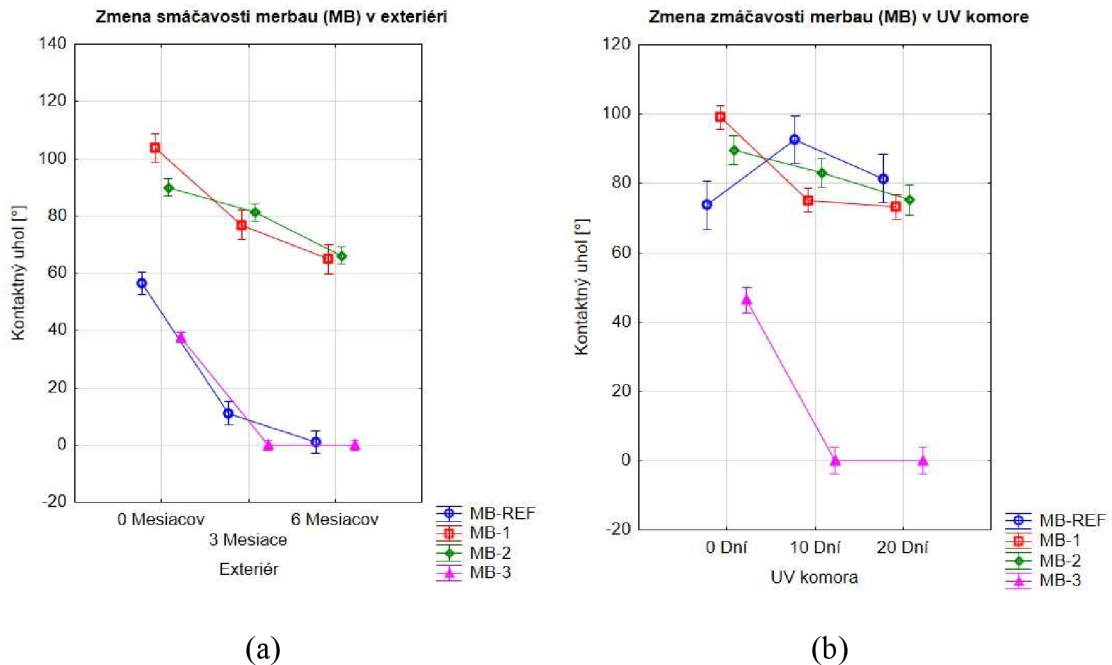 Zmena smáčavosti merbau (MB) v exteriéri
140
120
100
80
60
40
20
0
-20
Kontaktný uhol [°]
0 Mesiacov
6 Mesiacov
3 Mesiace
Exteriér
MB-REF
MB-1
MB-2
MB-3
(a)
Zmena zmáčavosti merbau (MB) v UV komore
120
100
80
60
40
20
0
-20
Kontaktný uhol [°]
0 Dní
10 Dní
20 Dní
UV komora
MB-REF
MB-1
MB-2
MB-3
(b)